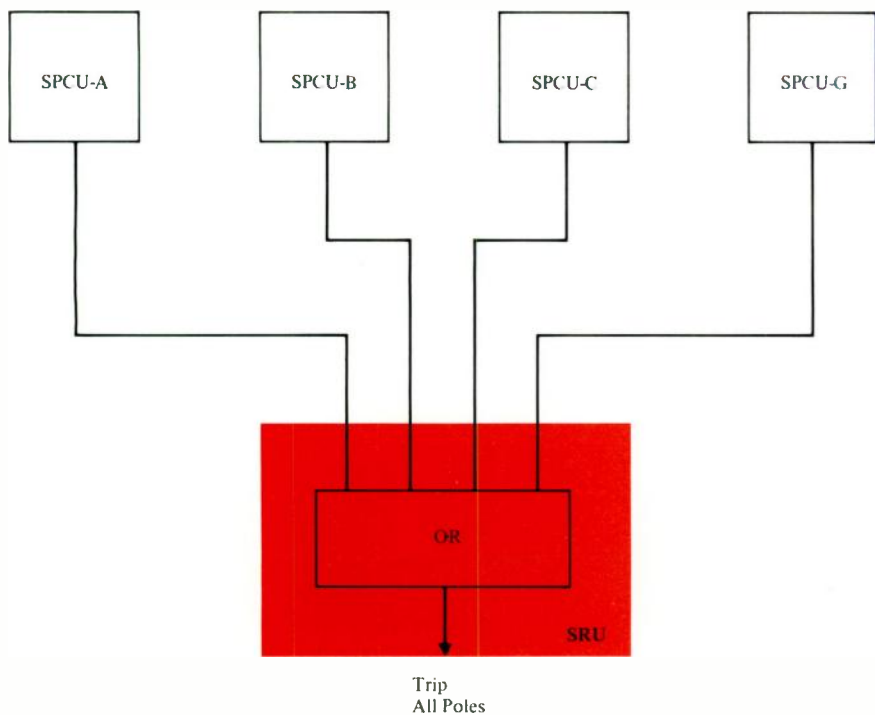 SPCU-A
SPCU-B
SPCU-C
SPCU-G
OR
SRU
Trip
All Poles